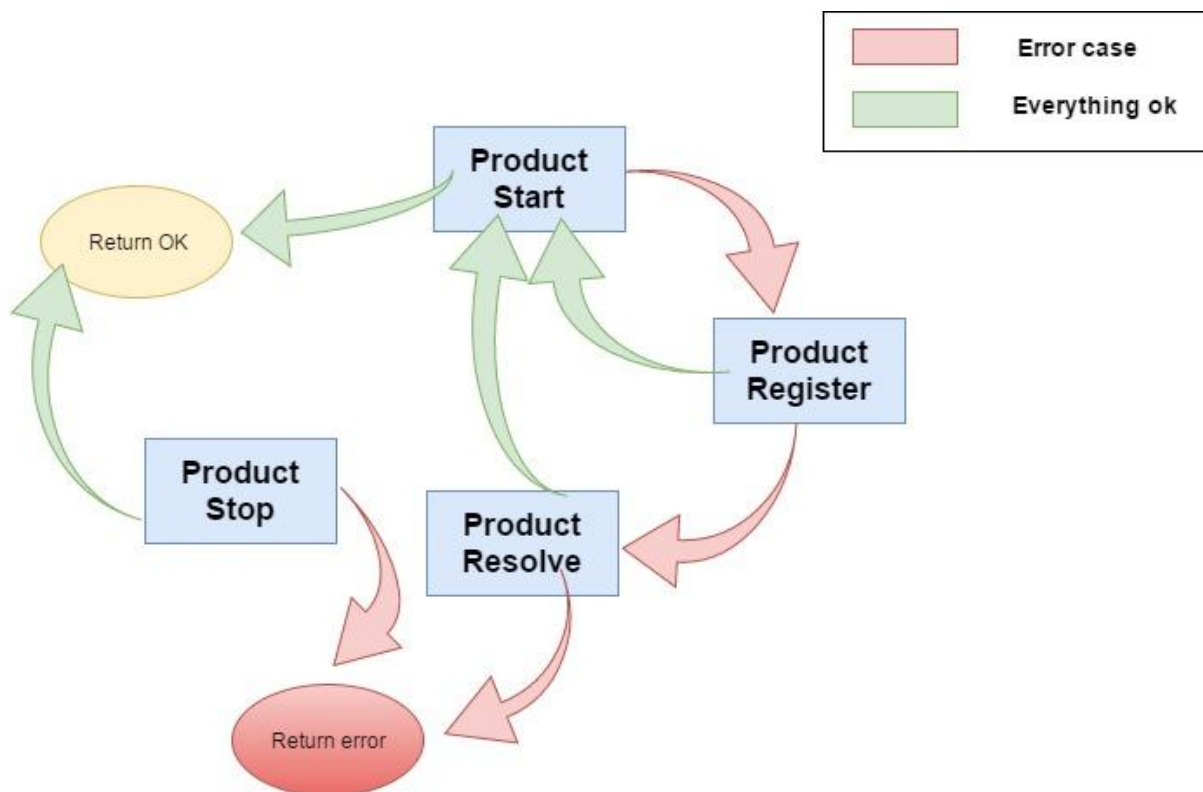 Error case
Everything ok
Product
Start
Return OK
Product
Register
Product
Stop
Product
Resolve
Return error